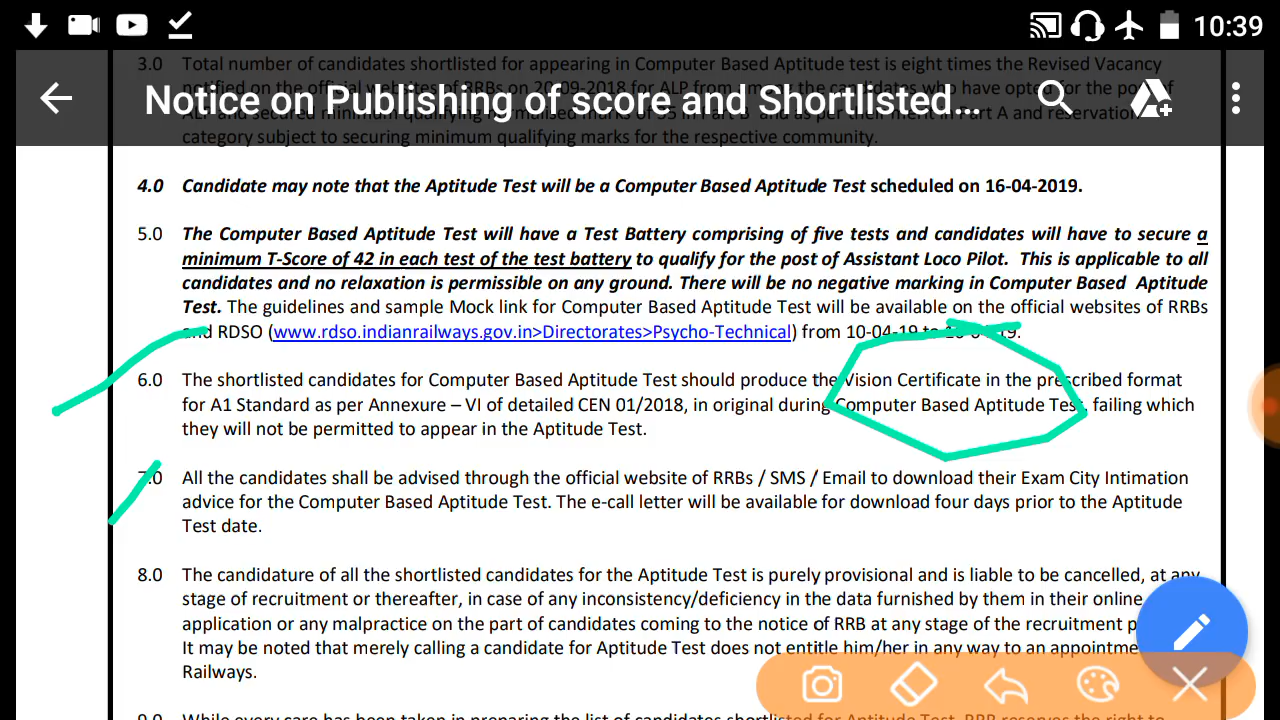 10:39
3.0 Total number of candidates shortlisted for appearing in Computer Based Aptitude test is eight times the Revised Vacancy
Notice on Publishing of score and Shortlisted ..
category subject to securing minimum qualifying marks for the respective community.
4.0 Candidate may note that the Aptitude Test will be a Computer Based Aptitude Test scheduled on 16-04-2019.
5.0 The Computer Based Aptitude Test will have a Test Battery comprising of five tests and candidates will have to secure a
minimum T-Score of 42 in each test of the test battery to qualify for the post of Assistant Loco Pilot. This is applicable to all
candidates and no relaxation is permissible on any ground. There will be no negative marking in Computer Based Aptitude
Test. The guidelines and sample Mock link for Computer Based Aptitude Test will be available on the official websites of RRBs
and RDSO (www.rdso.indianrailways.gov.in>Directorates>Psycho-Technical) from 10-04-19 to
6.0 The shortlisted candidates for Computer Based Aptitude Test should produce the Vision Certificate in the prescribed format
for A1 Standard as per Annexure – VI of detailed CEN 01/2018, in original during Computer Based Aptitude Test, failing which
they will not be permitted to appear in the Aptitude Test.
7.0 All the candidates shall be advised through the official website of RRBs / SMS / Email to download their Exam City Intimation
advice for the Computer Based Aptitude Test. The e-call letter will be available for download four days prior to the Aptitude
Test date.
8.0 The candidature of all the shortlisted candidates for the Aptitude Test is purely provisional and is liable to be cancelled, at any
stage of recruitment or thereafter, in case of any inconsistency/deficiency in the data furnished by them in their online
application or any malpractice on the part of candidates coming to the notice of RRB at any stage of the recruitment
It may be noted that merely calling a candidate for Aptitude Test does not entitle him/her in any way to an
Railways.